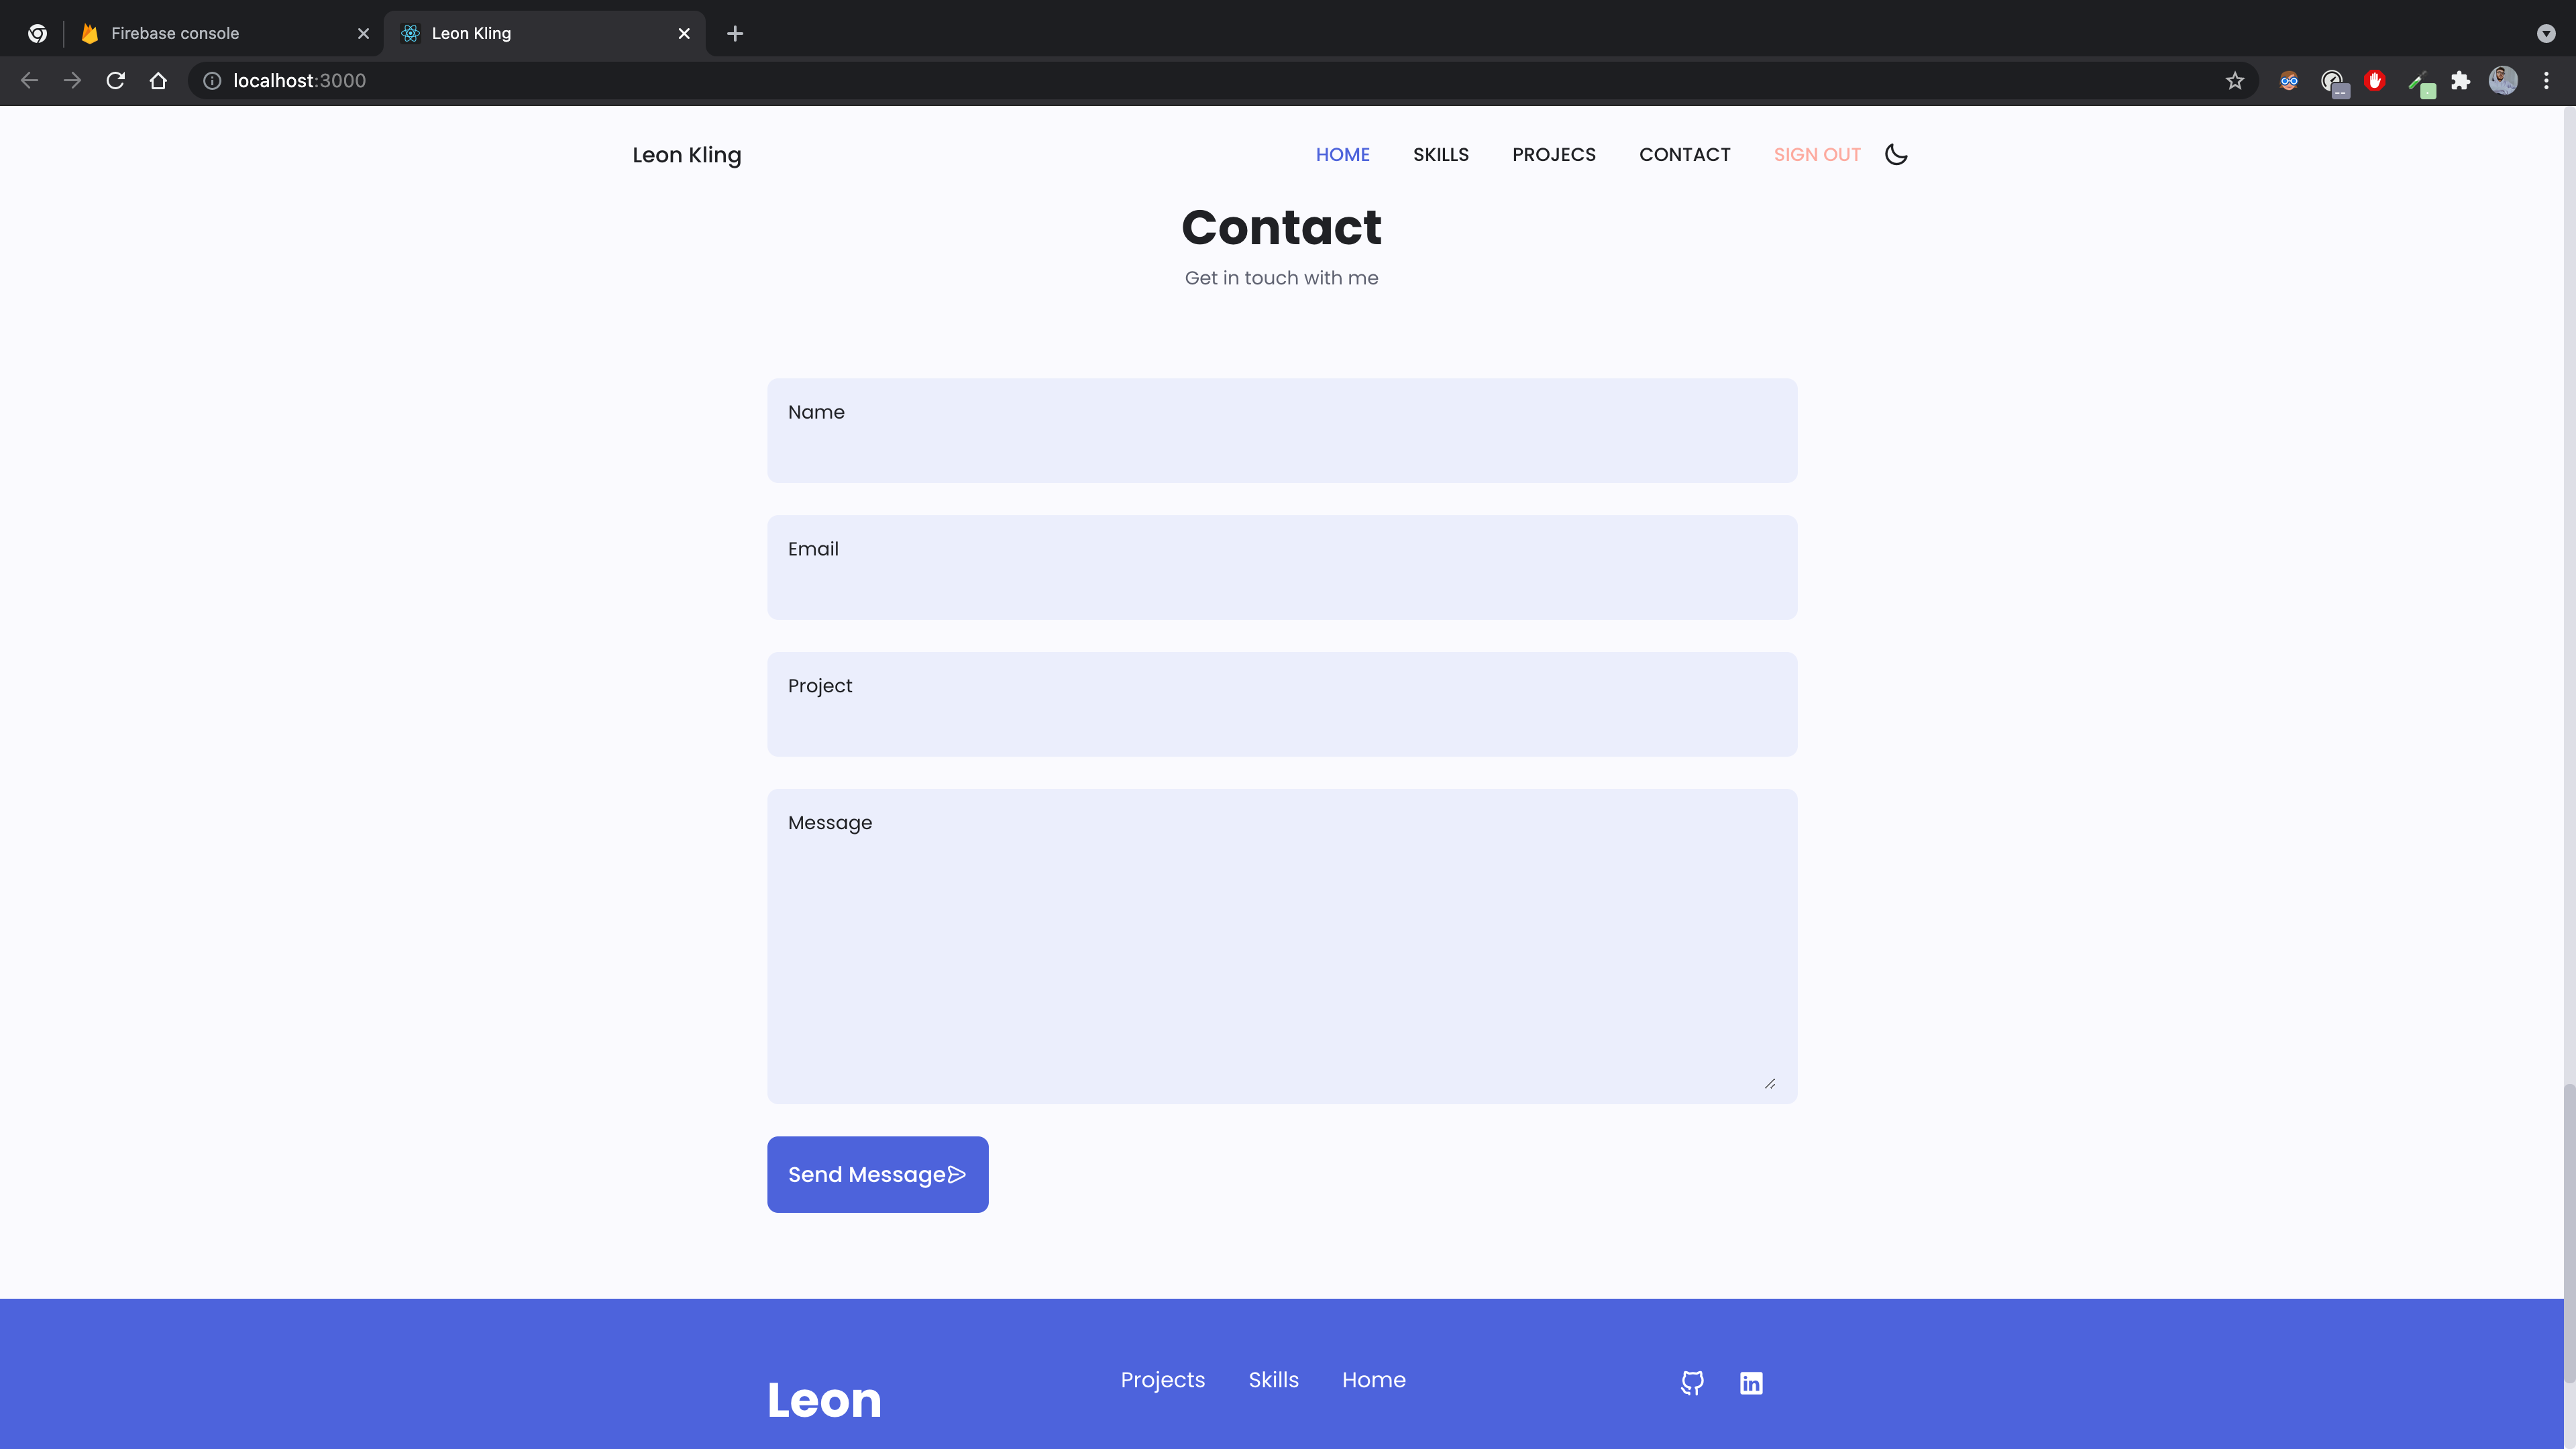 Firebase console
Leon Kling
localhost:3000
Leon Kling
HOME SKILLS PROJECS CONTACT SIGN OUT
Contact
Get in touch with me
Name
Email
Project
Message
Send Message
Leon
Projects Skills Home
in